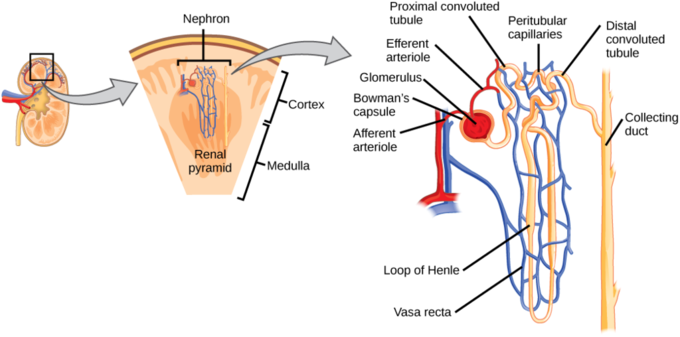 Nephron
Cortex
Renal
pyramid
Medulla
Proximal convoluted
tubule
Efferent
arteriole
Glomerulus
Bowman's
capsule
Afferent
arteriole
Peritubular
capillaries
Distal
convoluted
tubule
Collecting
duct
Loop of Henle
Vasa recta